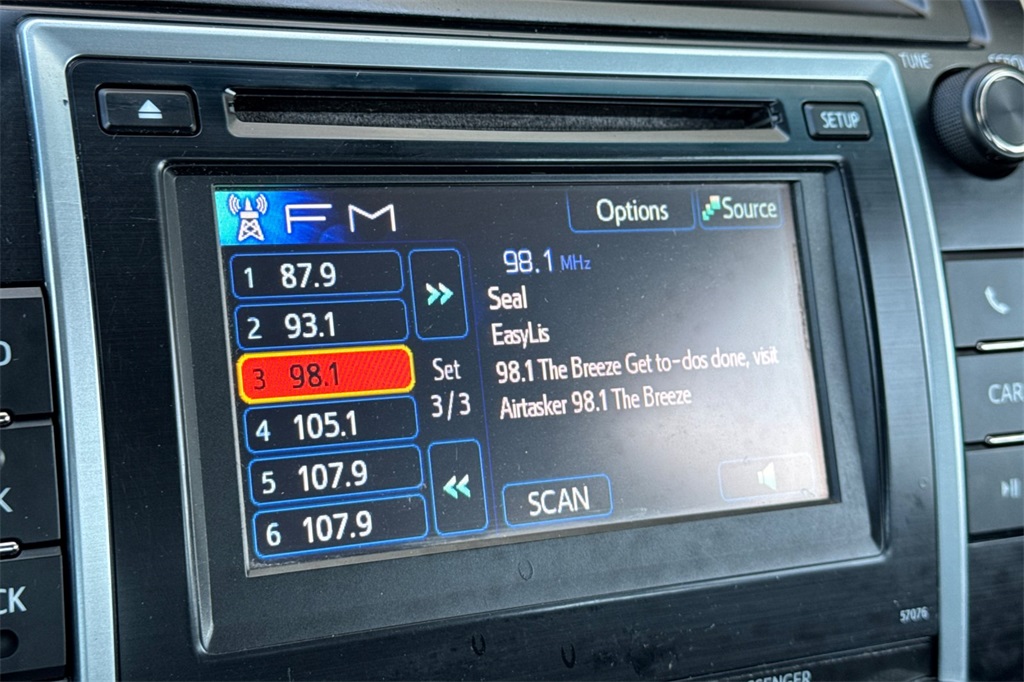 TUNE
SETUP
FM
Options
Source
1 87.9
2 93.1
3 98.1
4 105.1
5 107.9
6 107.9
Set
3/3
98.1 MHz
Seal
EasyLis
98.1 The Breeze Get to-dos done, visit
Airtasker 98.1 The Breeze
SCAN
CAR
CK
57076